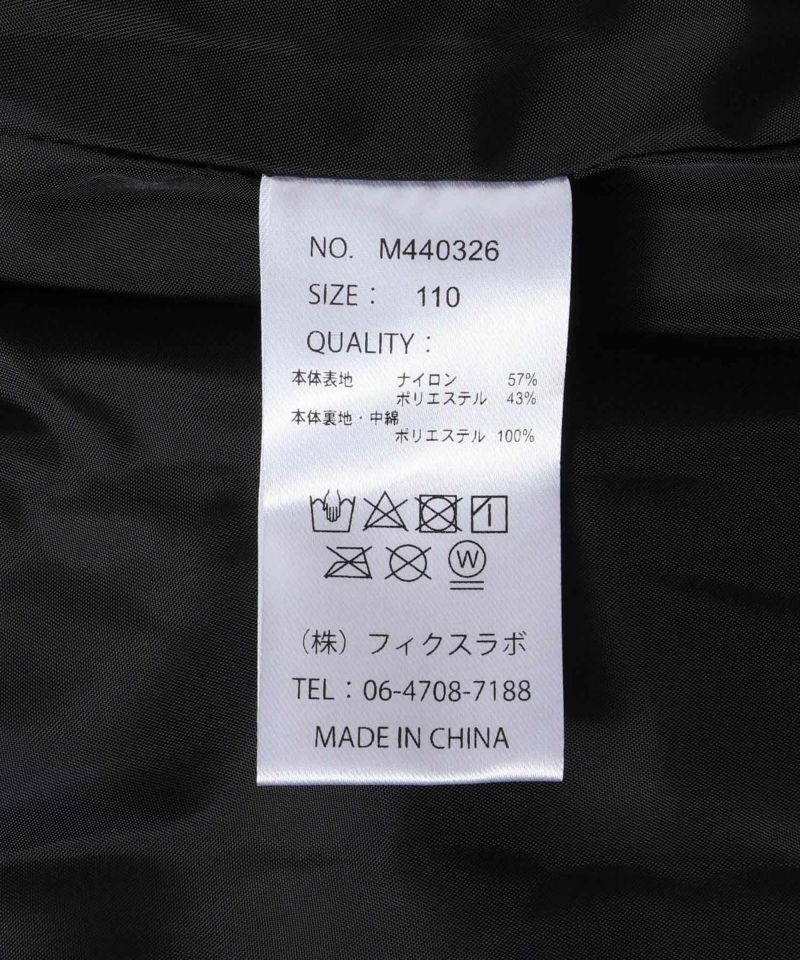 NO. M440326
SIZE： 110
QUALITY：
本体表地 ナイロン 57%
ポリエステル 43%
本体裏地・中綿
ポリエステル 100%
W
（株）フィクスラボ
TEL：06-4708-7188
MADE IN CHINA